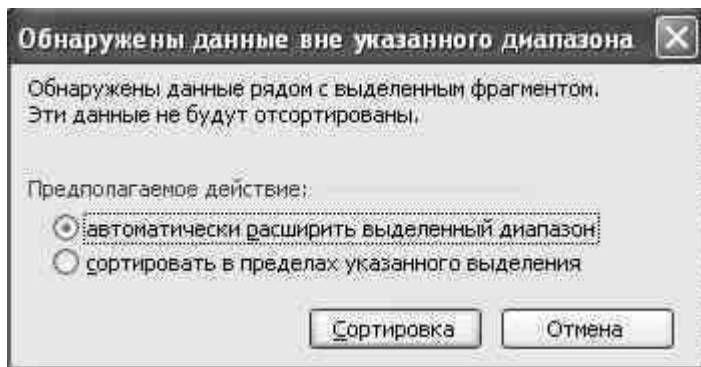 Обнаружены данные вне указанного диапазона
Обнаружены данные рядом с выделенным фрагментом.
Эти данные не будут отсортированы.
Предполагаемое действие:
автоматически расширить выделенный диапазон
сортировать в пределах указанного выделения
Сортировка Отмена